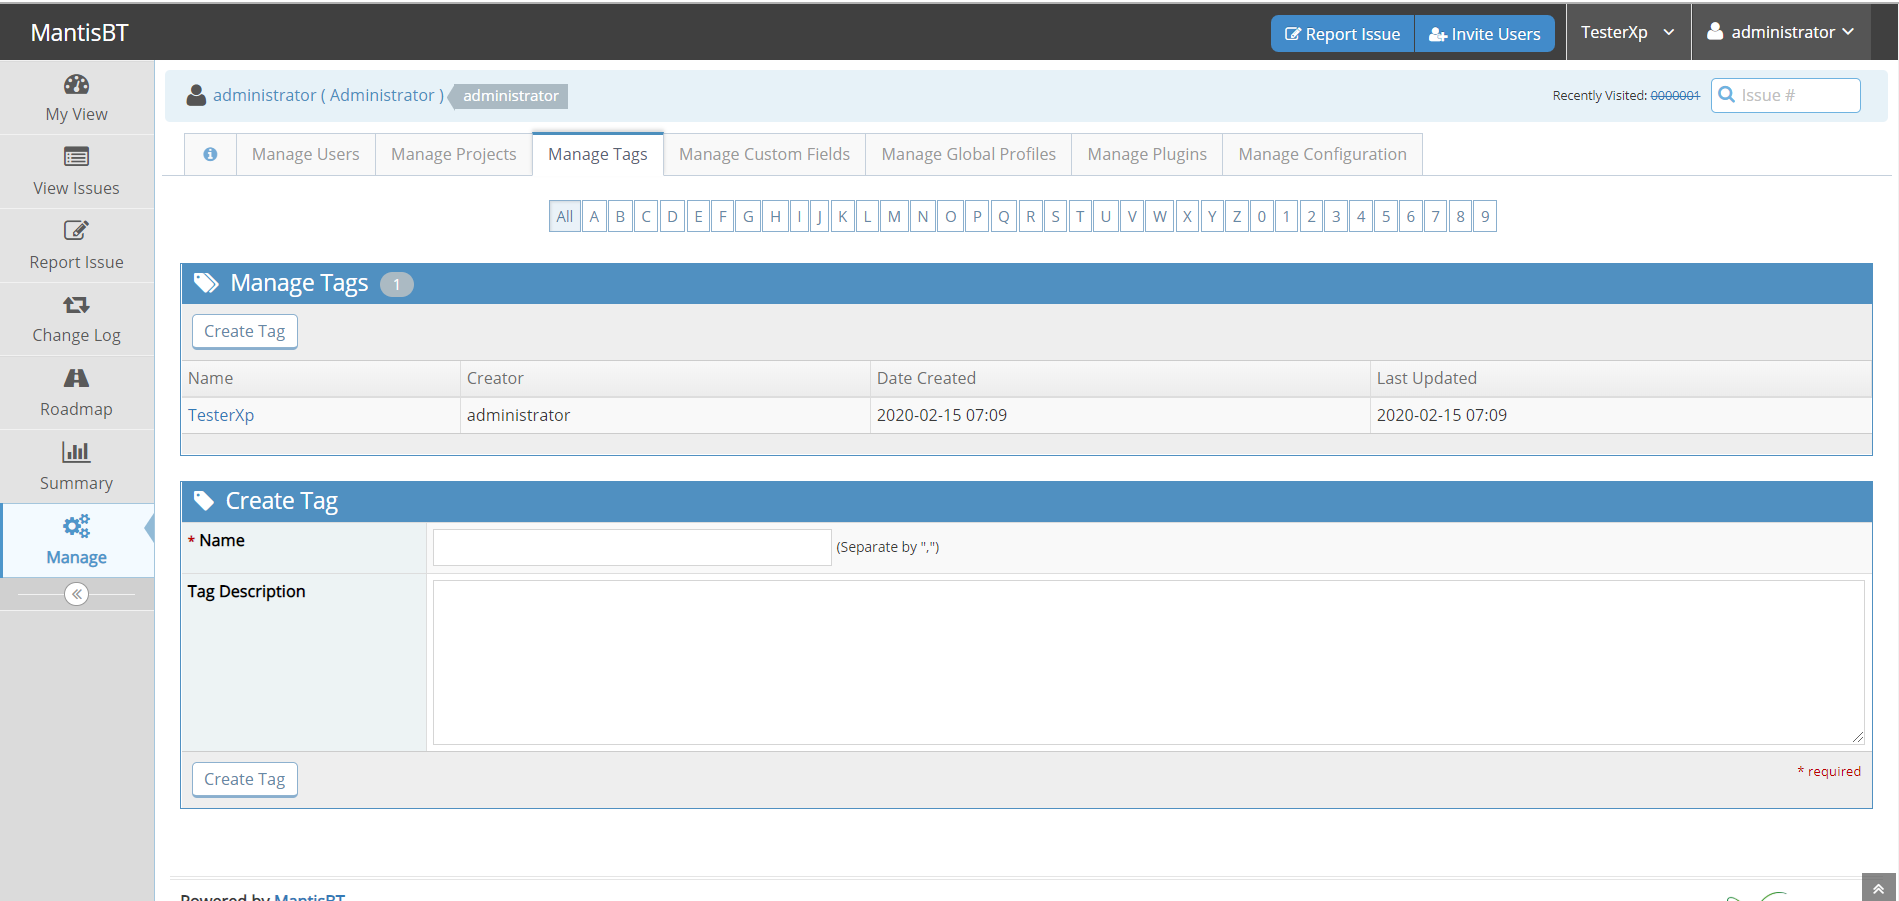 MantisBT
Report Issue Invite Users TesterXp administrator
My View
View Issues
Report Issue
Change Log
Roadmap
Summary
Manage
administrator ( Administrator ) administrator
Recently Visited: 0000001 Issue #
Manage Users Manage Projects Manage Tags Manage Custom Fields Manage Global Profiles Manage Plugins Manage Configuration
All A B C D E F G H I J K L M N O P Q R S T U V W X Y Z 0 1 2 3 4 5 6 7 8 9
Manage Tags 1
Create Tag
Name Creator Date Created Last Updated
TesterXp administrator 2020-02-15 07:09 2020-02-15 07:09
Create Tag
* Name (Separate by ",")
Tag Description
Create Tag
* required
Powered by MantisBT